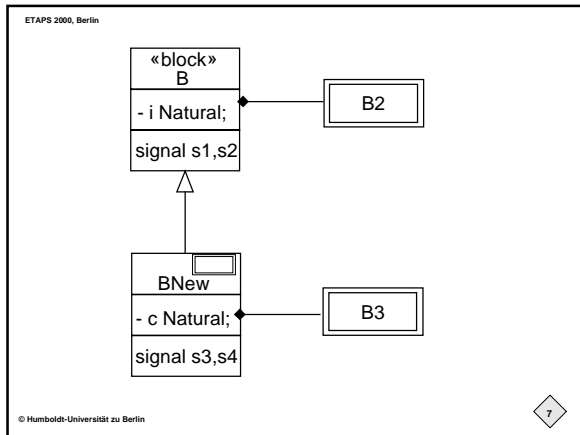 ETAPS 2000, Berlin
«block»
B
- i Natural;
signal s1,s2
B2
BNew
- c Natural;
signal s3,s4
B3
© Humboldt-Universität zu Berlin
7